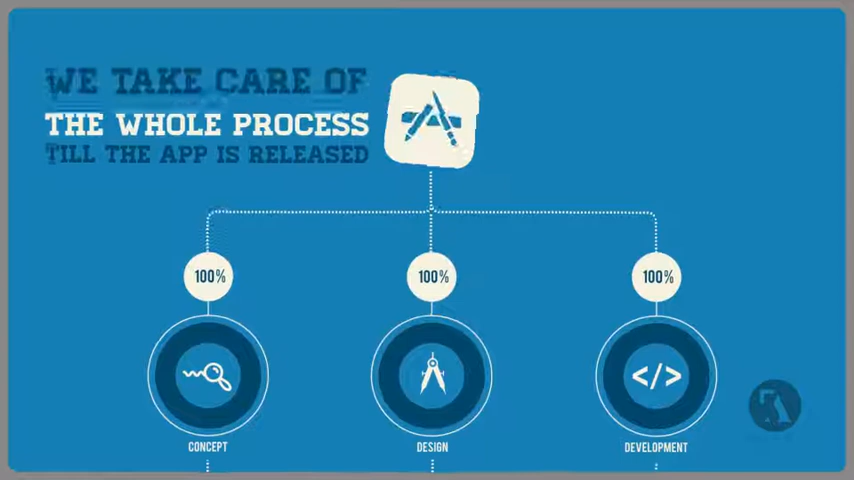 WE TAKE CARE OF
THE WHOLE PROCESS
TILL THE APP IS RELEASED
100% 100% 100%
</>
CONCEPT DESIGN DEVELOPMENT